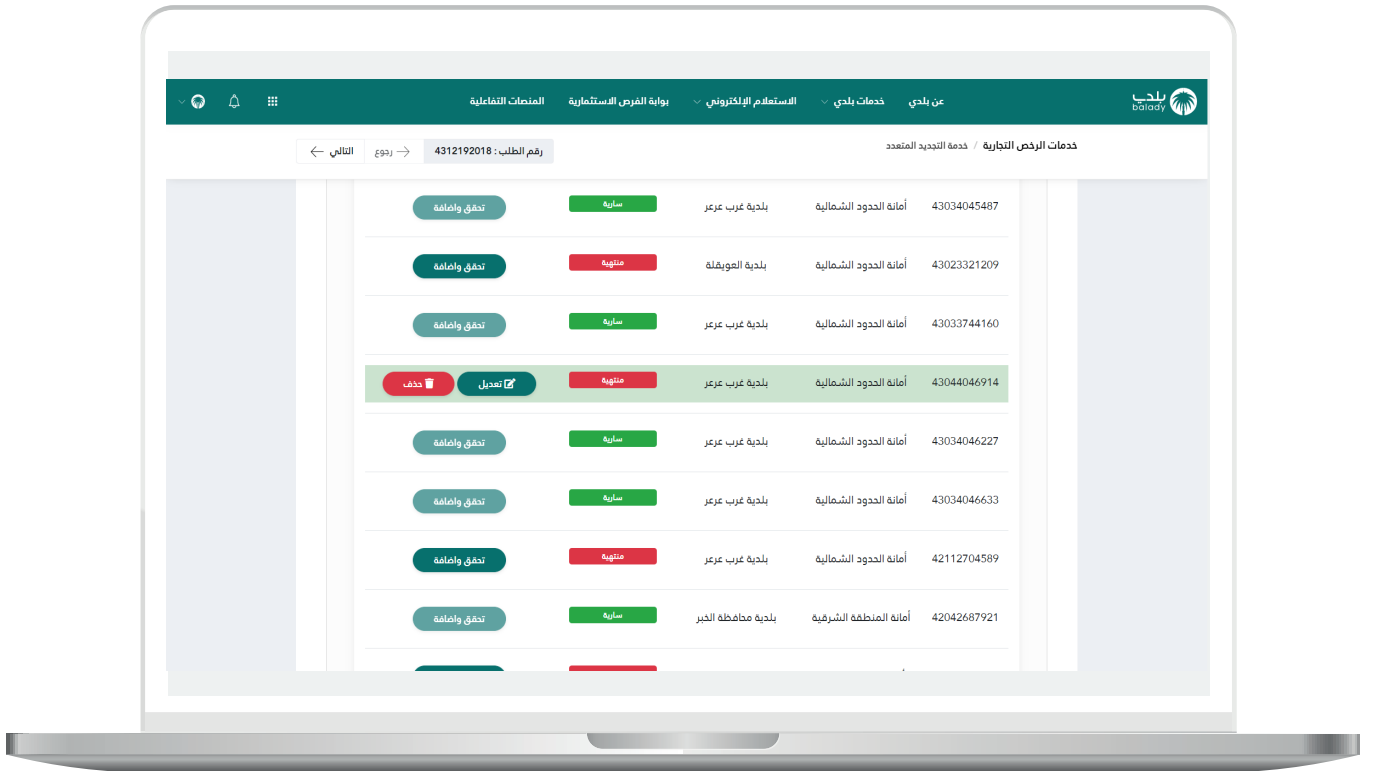 بلدي
balady
عن بلدي خدمات بلدي الاستعلام الإلكتروني بوابة الفرص الاستثمارية المنصات التفاعلية
خدمات الرخص التجارية / خدمة التجديد المتعدد
رقم الطلب : 4312192018 رجوع التالي
43034045487 أمانة الحدود الشمالية بلدية غرب عرعر سارية تحقق واضافة
43023321209 أمانة الحدود الشمالية بلدية العويقلة منتهية تحقق واضافة
43033744160 أمانة الحدود الشمالية بلدية غرب عرعر سارية تحقق واضافة
43044046914 أمانة الحدود الشمالية بلدية غرب عرعر منتهية تعديل حذف
43034046227 أمانة الحدود الشمالية بلدية غرب عرعر سارية تحقق واضافة
43034046633 أمانة الحدود الشمالية بلدية غرب عرعر سارية تحقق واضافة
42112704589 أمانة الحدود الشمالية بلدية غرب عرعر منتهية تحقق واضافة
42042687921 أمانة المنطقة الشرقية بلدية محافظة الخبر سارية تحقق واضافة